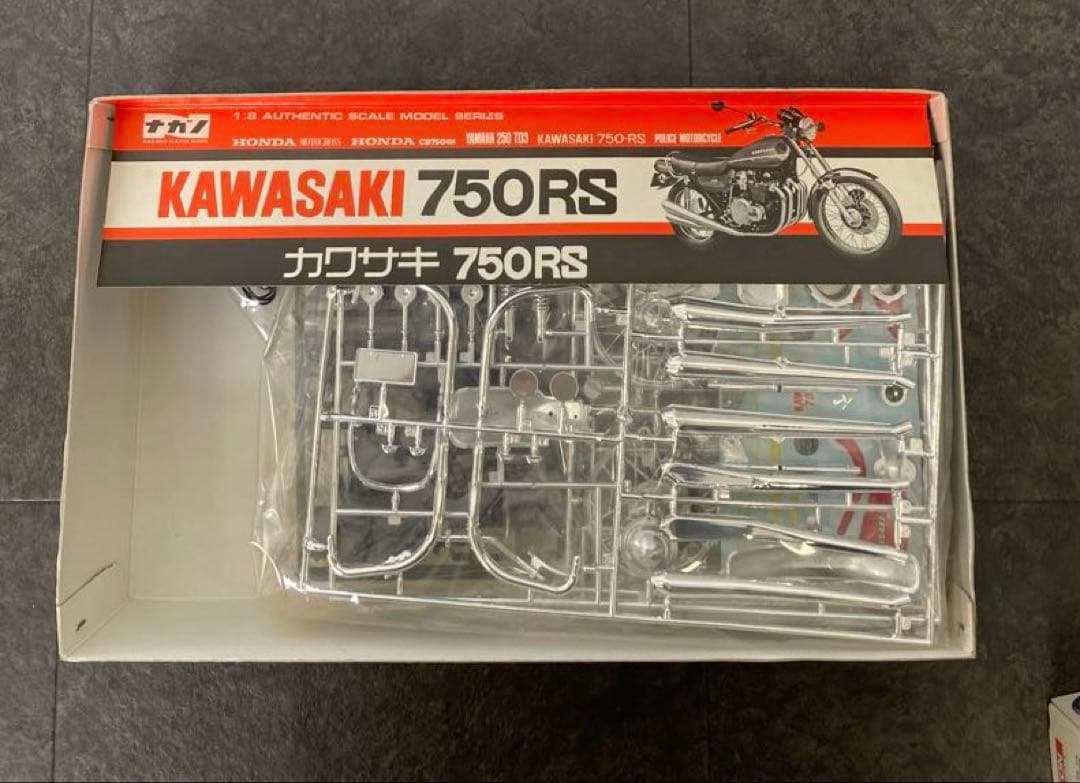 ナガノ
1:8 AUTHENTIC SCALE MODEL SERIES
HONDA MOTOCROSS HONDA CB750 YAMAHA 250 TD3 KAWASAKI 750-RS POLICE MOTORCYCLE
KAWASAKI 750RS
カワサキ 750RS